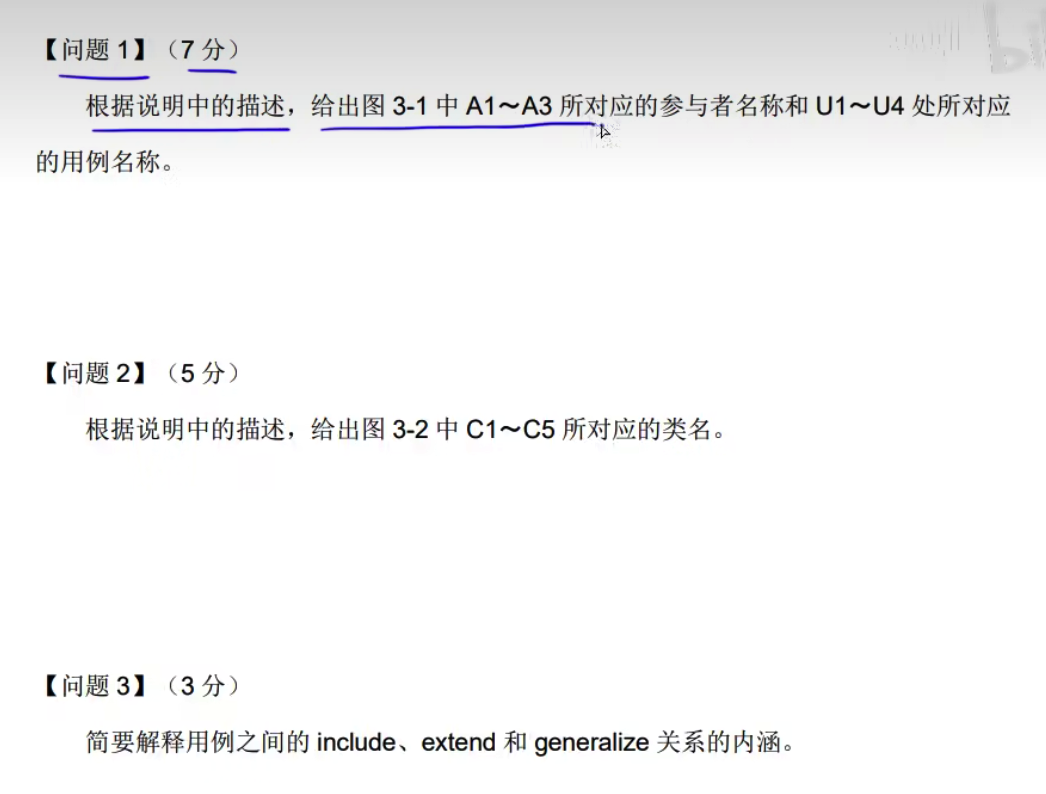 【问题 1】（7 分）
根据说明中的描述，给出图 3-1 中 A1～A3 所对应的参与者名称和 U1～U4 处所对应
的用例名称。
【问题 2】（5 分）
根据说明中的描述，给出图 3-2 中 C1～C5 所对应的类名。
【问题 3】（3 分）
简要解释用例之间的 include、extend 和 generalize 关系的内涵。